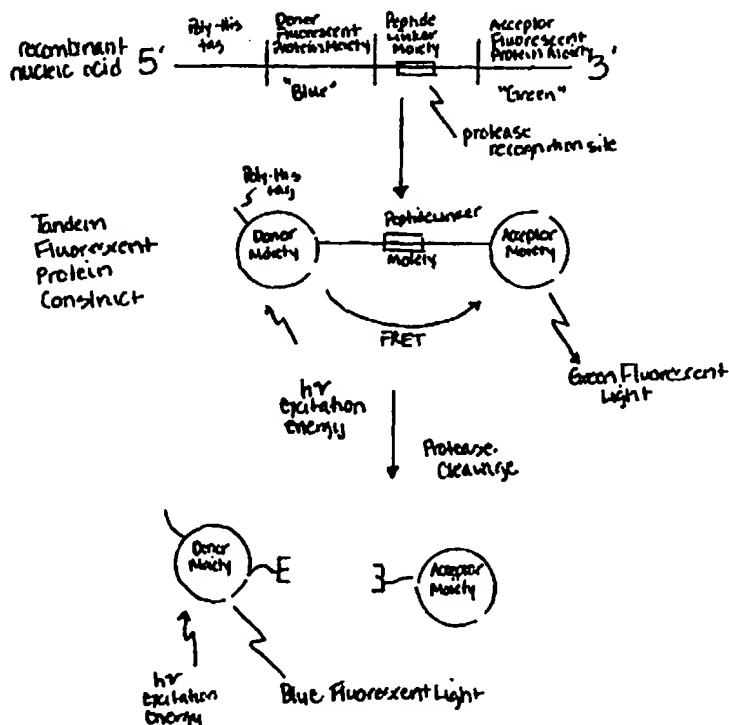 recombinant
nucleic acid
5'
Poly-His
tag
Donor
Fluorescent
Protein Moiety
"Blue"
Peptide
Linker
Moiety
Acceptor
Fluorescent
Protein Moiety
"Green"
3'
protease
recognition site
Tandem
Fluorescent
Protein
Construct
Poly-His
tag
Donor
Moiety
Peptide Linker
Moiety
Acceptor
Moiety
FRET
hν
excitation
energy
Green Fluorescent
Light
Protease
Cleavage
Donor
Moiety
Acceptor
Moiety
hν
excitation
energy
Blue Fluorescent Light